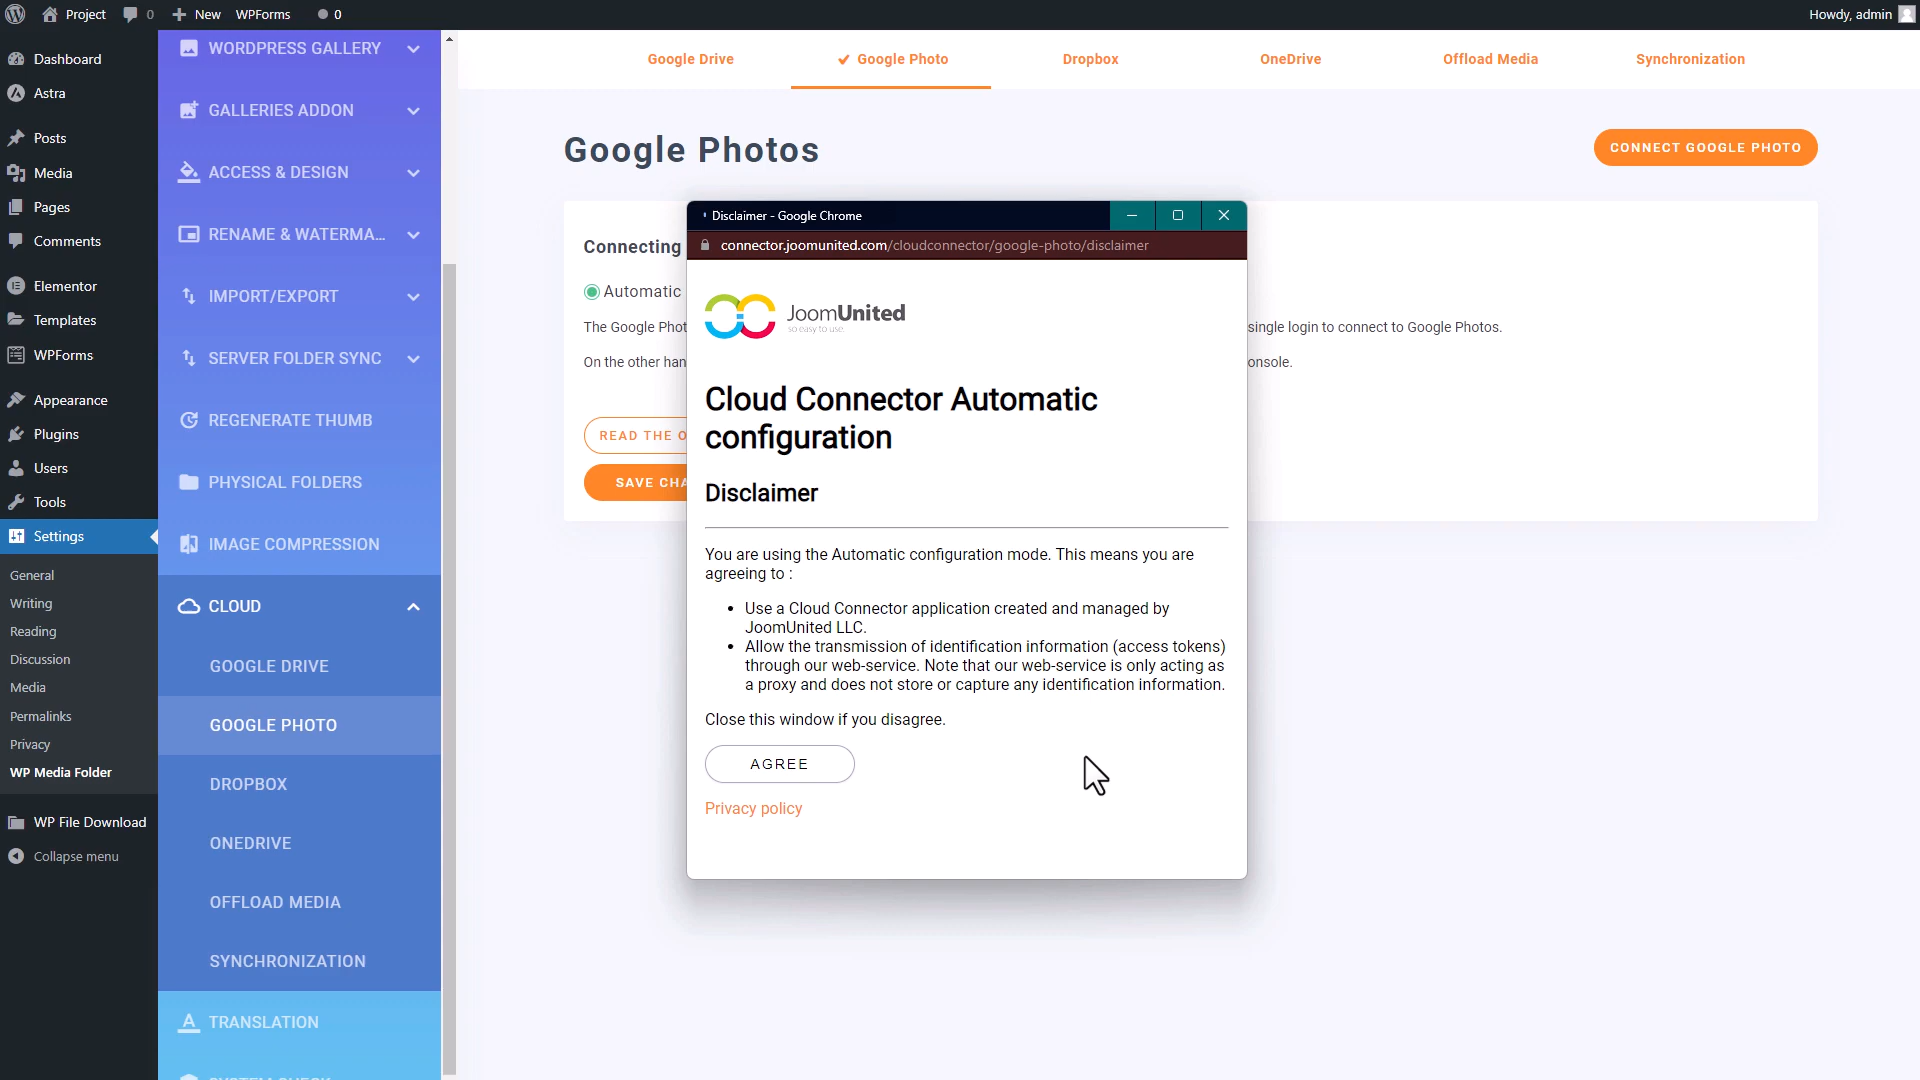 Project
0
New
WPForms
0
Howdy, admin
Dashboard
Astra
Posts
Media
Pages
Comments
Elementor
Templates
WPForms
Appearance
Plugins
Users
Tools
Settings
General
Writing
Reading
Discussion
Media
Permalinks
Privacy
WP Media Folder
WP File Download
Collapse menu
WORDPRESS GALLERY
GALLERIES ADDON
ACCESS & DESIGN
RENAME & WATERMA...
IMPORT/EXPORT
SERVER FOLDER SYNC
REGENERATE THUMB
PHYSICAL FOLDERS
IMAGE COMPRESSION
CLOUD
GOOGLE DRIVE
GOOGLE PHOTO
DROPBOX
ONEDRIVE
OFFLOAD MEDIA
SYNCHRONIZATION
TRANSLATION
Google Drive
Google Photo
Dropbox
OneDrive
Offload Media
Synchronization
Google Photos
CONNECT GOOGLE PHOTO
Connecting
Automatic
The Google Phot
single login to connect to Google Photos.
On the other han
onsole.
READ THE O
SAVE CHA
Disclaimer - Google Chrome
connector.joomunited.com/cloudconnector/google-photo/disclaimer
JoomUnited
so easy to use.
Cloud Connector Automatic
configuration
Disclaimer
You are using the Automatic configuration mode. This means you are
agreeing to :
• Use a Cloud Connector application created and managed by
JoomUnited LLC.
• Allow the transmission of identification information (access tokens)
through our web-service. Note that our web-service is only acting as
a proxy and does not store or capture any identification information.
Close this window if you disagree.
AGREE
Privacy policy